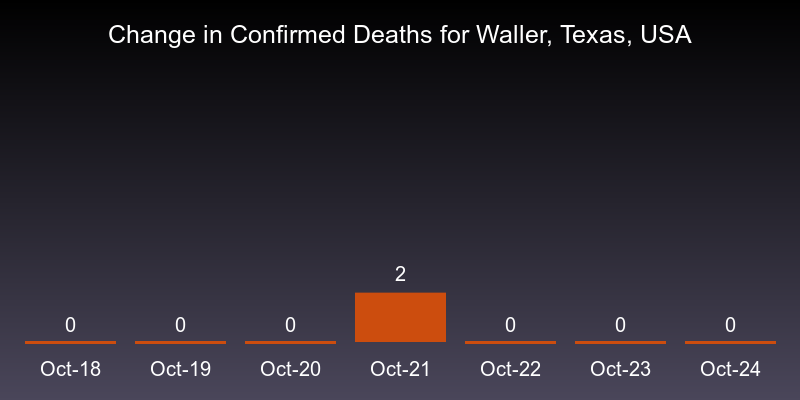 Change in Confirmed Deaths for Waller, Texas, USA
2
0 0 0 0 0 0
Oct-18 Oct-19 Oct-20 Oct-21 Oct-22 Oct-23 Oct-24